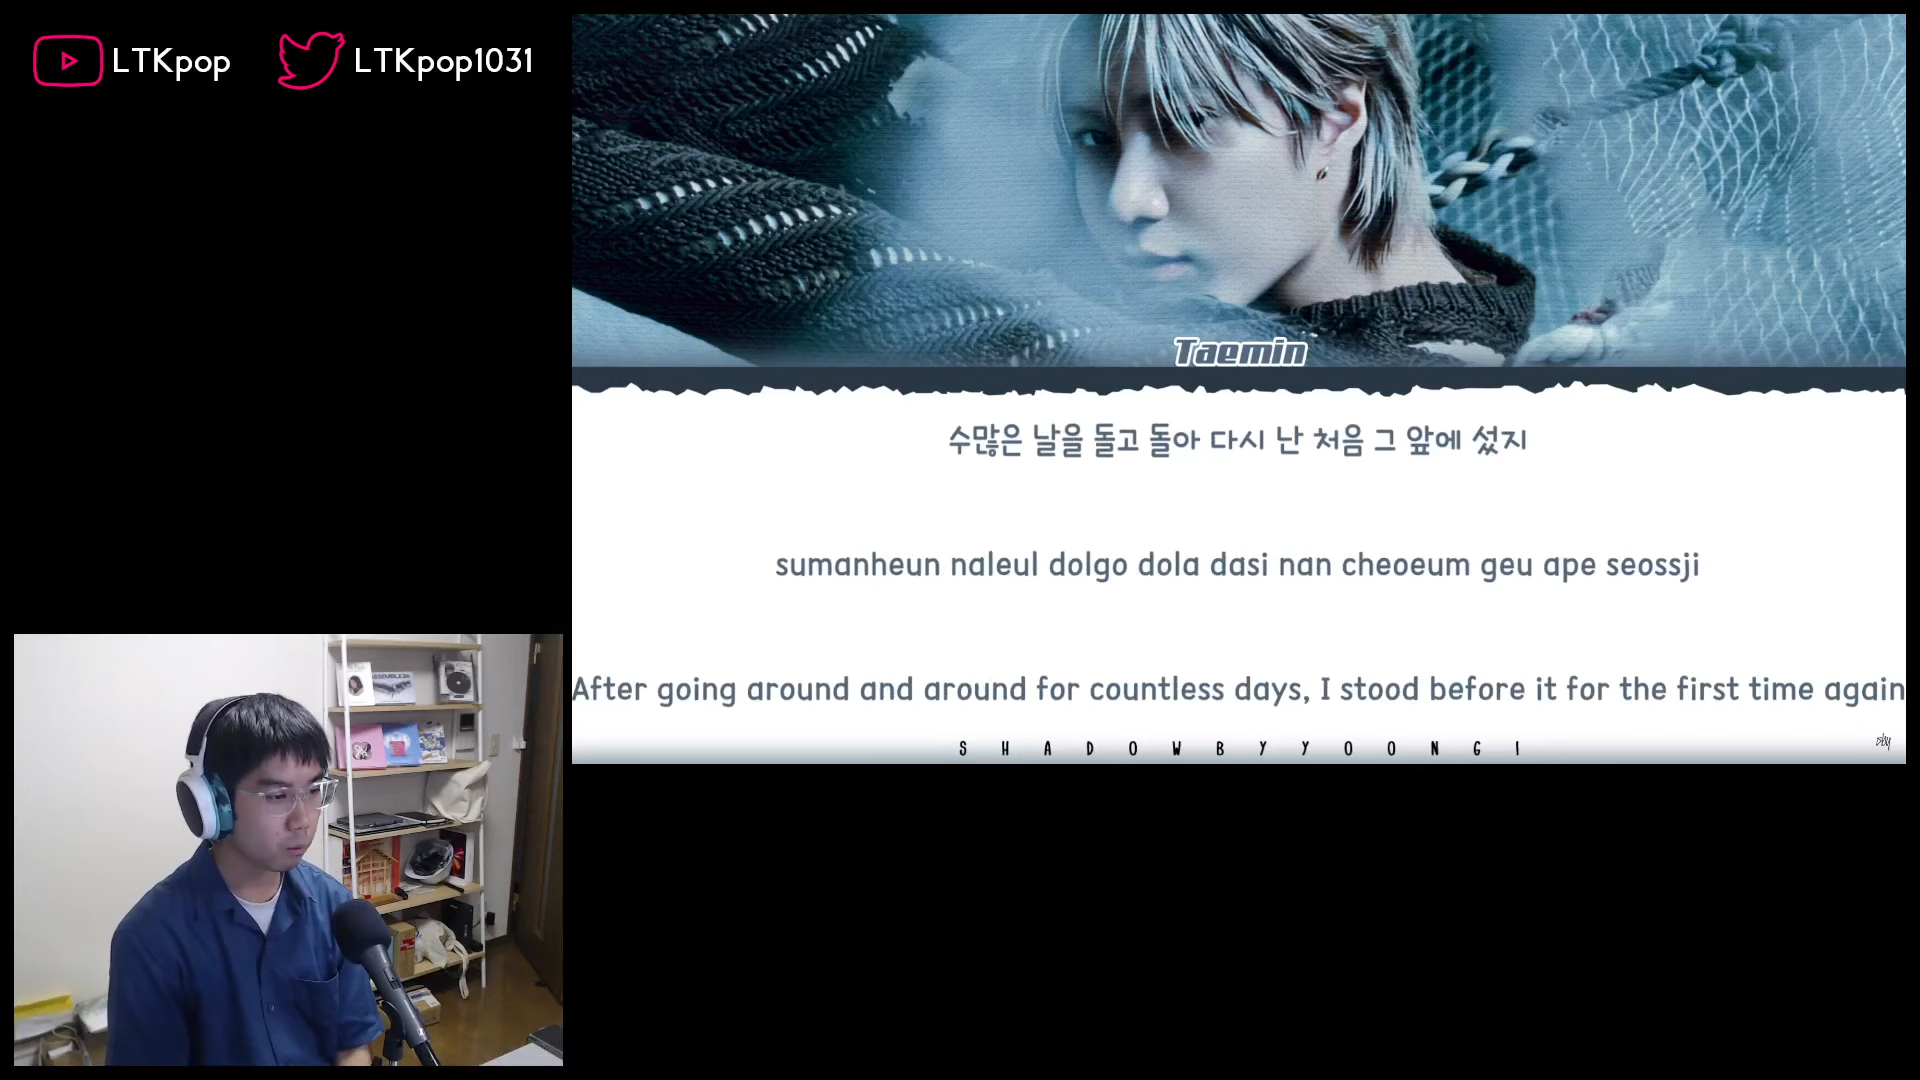 LTKpop
LTKpop1031
Taemin
수많은 날을 돌고 돌아 다시 난 처음 그 앞에 섰지
sumanheun naleul dolgo dola dasi nan cheoeum geu ape seossji
After going around and around for countless days, I stood before it for the first time again
SHADOWBYYOONGI
sby